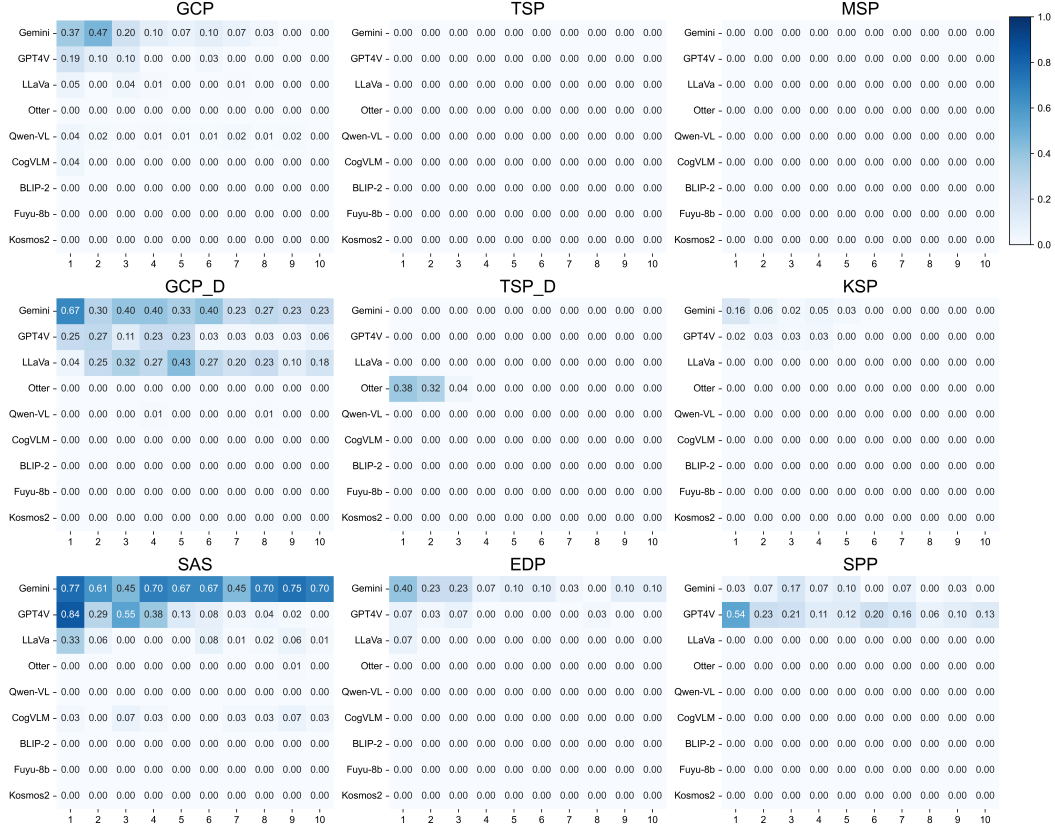 GCP TSP MSP
Gemini 0.37 0.47 0.20 0.10 0.07 0.10 0.07 0.03 0.00 0.00 Gemini 0.00 0.00 0.00 0.00 0.00 0.00 0.00 0.00 0.00 0.00 Gemini 0.00 0.00 0.00 0.00 0.00 0.00 0.00 0.00 0.00 0.00 1.0
GPT4V 0.19 0.10 0.10 0.00 0.00 0.03 0.00 0.00 0.00 0.00 GPT4V 0.00 0.00 0.00 0.00 0.00 0.00 0.00 0.00 0.00 0.00 GPT4V 0.00 0.00 0.00 0.00 0.00 0.00 0.00 0.00 0.00 0.00 0.8
LLaVa 0.05 0.00 0.04 0.01 0.00 0.00 0.01 0.00 0.00 0.00 LLaVa 0.00 0.00 0.00 0.00 0.00 0.00 0.00 0.00 0.00 0.00 LLaVa 0.00 0.00 0.00 0.00 0.00 0.00 0.00 0.00 0.00 0.00
Otter 0.00 0.00 0.00 0.00 0.00 0.00 0.00 0.00 0.00 0.00 Otter 0.00 0.00 0.00 0.00 0.00 0.00 0.00 0.00 0.00 0.00 Otter 0.00 0.00 0.00 0.00 0.00 0.00 0.00 0.00 0.00 0.00 0.6
Qwen-VL 0.04 0.02 0.00 0.01 0.01 0.01 0.02 0.01 0.02 0.00 Qwen-VL 0.00 0.00 0.00 0.00 0.00 0.00 0.00 0.00 0.00 0.00 Qwen-VL 0.00 0.00 0.00 0.00 0.00 0.00 0.00 0.00 0.00 0.00
CogVLM 0.04 0.00 0.00 0.00 0.00 0.00 0.00 0.00 0.00 0.00 CogVLM 0.00 0.00 0.00 0.00 0.00 0.00 0.00 0.00 0.00 0.00 CogVLM 0.00 0.00 0.00 0.00 0.00 0.00 0.00 0.00 0.00 0.00 0.4
BLIP-2 0.00 0.00 0.00 0.00 0.00 0.00 0.00 0.00 0.00 0.00 BLIP-2 0.00 0.00 0.00 0.00 0.00 0.00 0.00 0.00 0.00 0.00 BLIP-2 0.00 0.00 0.00 0.00 0.00 0.00 0.00 0.00 0.00 0.00 0.2
Fuyu-8b 0.00 0.00 0.00 0.00 0.00 0.00 0.00 0.00 0.00 0.00 Fuyu-8b 0.00 0.00 0.00 0.00 0.00 0.00 0.00 0.00 0.00 0.00 Fuyu-8b 0.00 0.00 0.00 0.00 0.00 0.00 0.00 0.00 0.00 0.00
Kosmos2 0.00 0.00 0.00 0.00 0.00 0.00 0.00 0.00 0.00 0.00 Kosmos2 0.00 0.00 0.00 0.00 0.00 0.00 0.00 0.00 0.00 0.00 Kosmos2 0.00 0.00 0.00 0.00 0.00 0.00 0.00 0.00 0.00 0.00 0.0
1 2 3 4 5 6 7 8 9 10 1 2 3 4 5 6 7 8 9 10 1 2 3 4 5 6 7 8 9 10
GCP_D TSP_D KSP
Gemini 0.67 0.30 0.40 0.40 0.33 0.40 0.23 0.27 0.23 0.23 Gemini 0.00 0.00 0.00 0.00 0.00 0.00 0.00 0.00 0.00 0.00 Gemini 0.16 0.06 0.02 0.05 0.03 0.00 0.00 0.00 0.00 0.00
GPT4V 0.25 0.27 0.11 0.23 0.23 0.03 0.03 0.03 0.03 0.06 GPT4V 0.00 0.00 0.00 0.00 0.00 0.00 0.00 0.00 0.00 0.00 GPT4V 0.02 0.03 0.03 0.03 0.00 0.00 0.00 0.00 0.00 0.00
LLaVa 0.04 0.25 0.32 0.27 0.43 0.27 0.20 0.23 0.10 0.18 LLaVa 0.00 0.00 0.00 0.00 0.00 0.00 0.00 0.00 0.00 0.00 LLaVa 0.00 0.00 0.00 0.00 0.00 0.00 0.00 0.00 0.00 0.00
Otter 0.00 0.00 0.00 0.00 0.00 0.00 0.00 0.00 0.00 0.00 Otter 0.38 0.32 0.04 0.00 0.00 0.00 0.00 0.00 0.00 0.00 Otter 0.00 0.00 0.00 0.00 0.00 0.00 0.00 0.00 0.00 0.00
Qwen-VL 0.00 0.00 0.00 0.01 0.00 0.00 0.00 0.01 0.00 0.00 Qwen-VL 0.00 0.00 0.00 0.00 0.00 0.00 0.00 0.00 0.00 0.00 Qwen-VL 0.00 0.00 0.00 0.00 0.00 0.00 0.00 0.00 0.00 0.00
CogVLM 0.00 0.00 0.00 0.00 0.00 0.00 0.00 0.00 0.00 0.00 CogVLM 0.00 0.00 0.00 0.00 0.00 0.00 0.00 0.00 0.00 0.00 CogVLM 0.00 0.00 0.00 0.00 0.00 0.00 0.00 0.00 0.00 0.00
BLIP-2 0.00 0.00 0.00 0.00 0.00 0.00 0.00 0.00 0.00 0.00 BLIP-2 0.00 0.00 0.00 0.00 0.00 0.00 0.00 0.00 0.00 0.00 BLIP-2 0.00 0.00 0.00 0.00 0.00 0.00 0.00 0.00 0.00 0.00
Fuyu-8b 0.00 0.00 0.00 0.00 0.00 0.00 0.00 0.00 0.00 0.00 Fuyu-8b 0.00 0.00 0.00 0.00 0.00 0.00 0.00 0.00 0.00 0.00 Fuyu-8b 0.00 0.00 0.00 0.00 0.00 0.00 0.00 0.00 0.00 0.00
Kosmos2 0.00 0.00 0.00 0.00 0.00 0.00 0.00 0.00 0.00 0.00 Kosmos2 0.00 0.00 0.00 0.00 0.00 0.00 0.00 0.00 0.00 0.00 Kosmos2 0.00 0.00 0.00 0.00 0.00 0.00 0.00 0.00 0.00 0.00
1 2 3 4 5 6 7 8 9 10 1 2 3 4 5 6 7 8 9 10 1 2 3 4 5 6 7 8 9 10
SAS EDP SPP
Gemini 0.77 0.61 0.45 0.70 0.67 0.67 0.45 0.70 0.75 0.70 Gemini 0.40 0.23 0.23 0.07 0.10 0.10 0.03 0.00 0.10 0.10 Gemini 0.03 0.07 0.17 0.07 0.10 0.00 0.07 0.00 0.03 0.00
GPT4V 0.84 0.29 0.55 0.38 0.13 0.08 0.03 0.04 0.02 0.00 GPT4V 0.07 0.03 0.07 0.00 0.00 0.00 0.00 0.03 0.00 0.00 GPT4V 0.54 0.23 0.21 0.11 0.12 0.20 0.16 0.06 0.10 0.13
LLaVa 0.33 0.06 0.00 0.00 0.00 0.08 0.01 0.02 0.06 0.01 LLaVa 0.07 0.00 0.00 0.00 0.00 0.00 0.00 0.00 0.00 0.00 LLaVa 0.00 0.00 0.00 0.00 0.00 0.00 0.00 0.00 0.00 0.00
Otter 0.00 0.00 0.00 0.00 0.00 0.00 0.00 0.00 0.01 0.00 Otter 0.00 0.00 0.00 0.00 0.00 0.00 0.00 0.00 0.00 0.00 Otter 0.00 0.00 0.00 0.00 0.00 0.00 0.00 0.00 0.00 0.00
Qwen-VL 0.00 0.00 0.00 0.00 0.00 0.00 0.00 0.00 0.00 0.00 Qwen-VL 0.00 0.00 0.00 0.00 0.00 0.00 0.00 0.00 0.00 0.00 Qwen-VL 0.00 0.00 0.00 0.00 0.00 0.00 0.00 0.00 0.00 0.00
CogVLM 0.03 0.00 0.07 0.03 0.00 0.00 0.03 0.03 0.07 0.03 CogVLM 0.00 0.00 0.00 0.00 0.00 0.00 0.00 0.00 0.00 0.00 CogVLM 0.00 0.00 0.00 0.00 0.00 0.00 0.00 0.00 0.00 0.00
BLIP-2 0.00 0.00 0.00 0.00 0.00 0.00 0.00 0.00 0.00 0.00 BLIP-2 0.00 0.00 0.00 0.00 0.00 0.00 0.00 0.00 0.00 0.00 BLIP-2 0.00 0.00 0.00 0.00 0.00 0.00 0.00 0.00 0.00 0.00
Fuyu-8b 0.00 0.00 0.00 0.00 0.00 0.00 0.00 0.00 0.00 0.00 Fuyu-8b 0.00 0.00 0.00 0.00 0.00 0.00 0.00 0.00 0.00 0.00 Fuyu-8b 0.00 0.00 0.00 0.00 0.00 0.00 0.00 0.00 0.00 0.00
Kosmos2 0.00 0.00 0.00 0.00 0.00 0.00 0.00 0.00 0.00 0.00 Kosmos2 0.00 0.00 0.00 0.00 0.00 0.00 0.00 0.00 0.00 0.00 Kosmos2 0.00 0.00 0.00 0.00 0.00 0.00 0.00 0.00 0.00 0.00
1 2 3 4 5 6 7 8 9 10 1 2 3 4 5 6 7 8 9 10 1 2 3 4 5 6 7 8 9 10